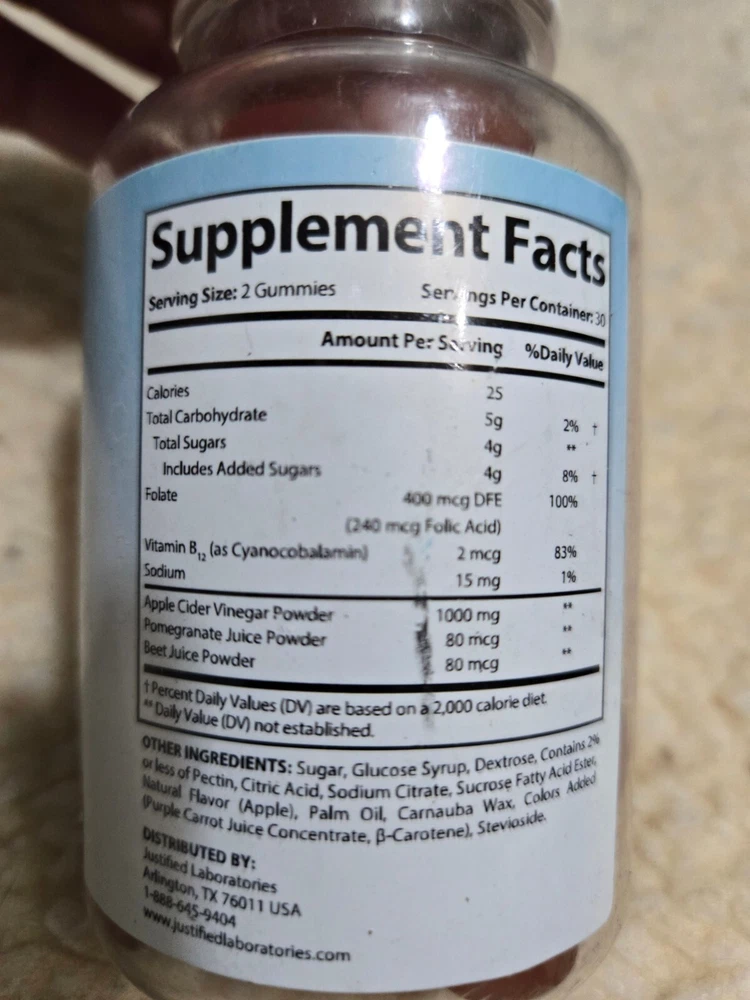 Supplement Facts
Serving Size: 2 Gummies Servings Per Container: 30
Amount Per Serving %Daily Value
Calories 25
Total Carbohydrate 5g 2% †
Total Sugars 4g **
Includes Added Sugars 4g 8% †
Folate 400 mcg DFE 100%
(240 mcg Folic Acid)
Vitamin B12 (as Cyanocobalamin) 2 mcg 83%
Sodium 15 mg 1%
Apple Cider Vinegar Powder 1000 mg **
Pomegranate Juice Powder 80 mcg **
Beet Juice Powder 80 mcg **
† Percent Daily Values (DV) are based on a 2,000 calorie diet.
** Daily Value (DV) not established.
OTHER INGREDIENTS: Sugar, Glucose Syrup, Dextrose, Contains 2%
or less of Pectin, Citric Acid, Sodium Citrate, Sucrose Fatty Acid Ester,
Natural Flavor (Apple), Palm Oil, Carnauba Wax, Colors Added
(Purple Carrot Juice Concentrate, β-Carotene), Stevioside.
DISTRIBUTED BY:
Justified Laboratories
Arlington, TX 76011 USA
1-888-645-9404
www.justifiedlaboratories.com